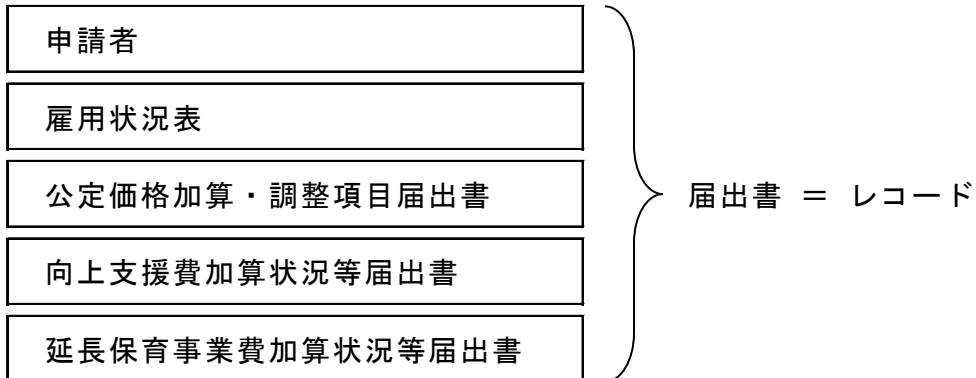 申請者
雇用状況表
公定価格加算・調整項目届出書
向上支援費加算状況等届出書
延長保育事業費加算状況等届出書
届出書 ＝ レコード